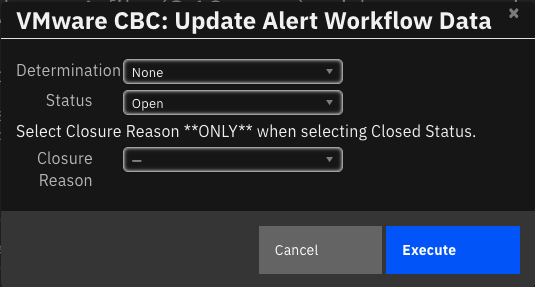 VMware CBC: Update Alert Workflow Data
Determination None
Status Open
Select Closure Reason **ONLY** when selecting Closed Status.
Closure
Reason —
Cancel Execute